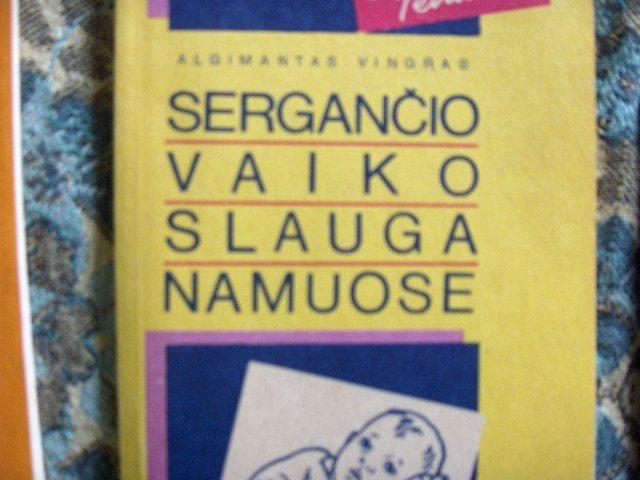 ALGIMANTAS VINGRAS
SERGANČIO
VAIKO
SLAUGA
NAMUOSE